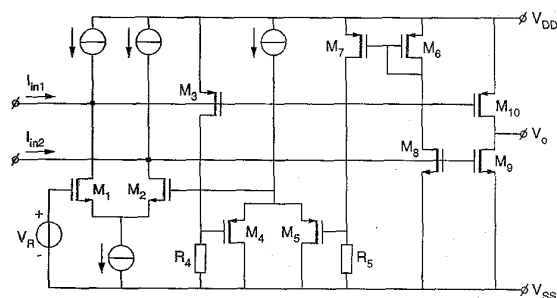 V_DD
M_7
M_6
I_in1
M_3
M_10
V_o
I_in2
M_8
M_9
M_1
M_2
+
V_R
-
M_4
M_5
R_4
R_5
V_SS